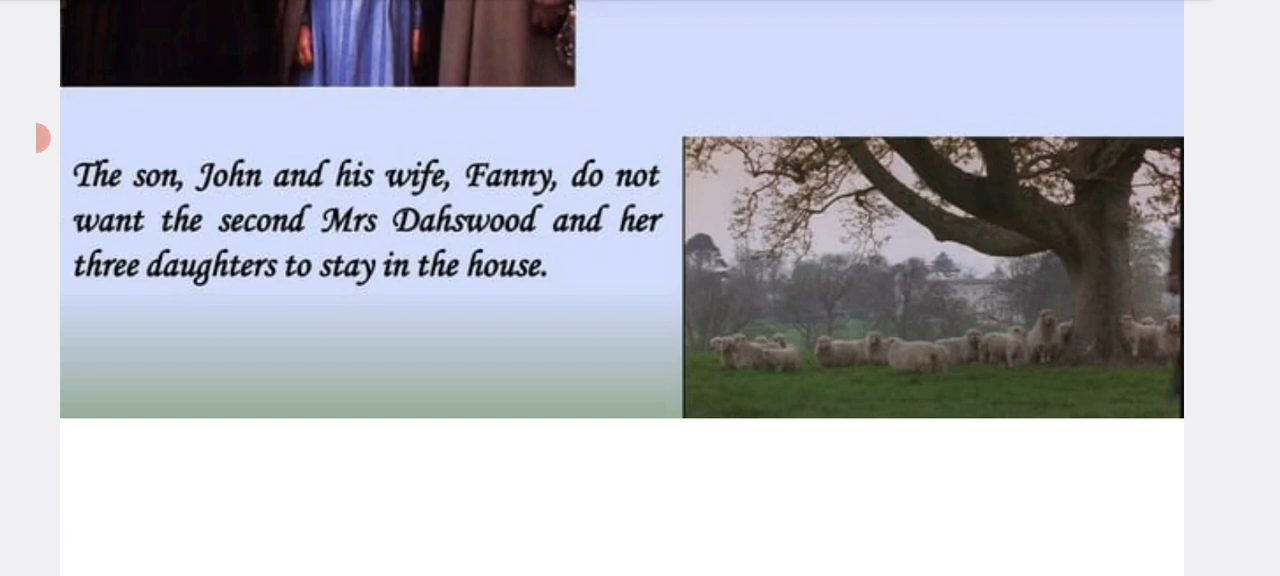 The son, John and his wife, Fanny, do not
want the second Mrs Dahswood and her
three daughters to stay in the house.